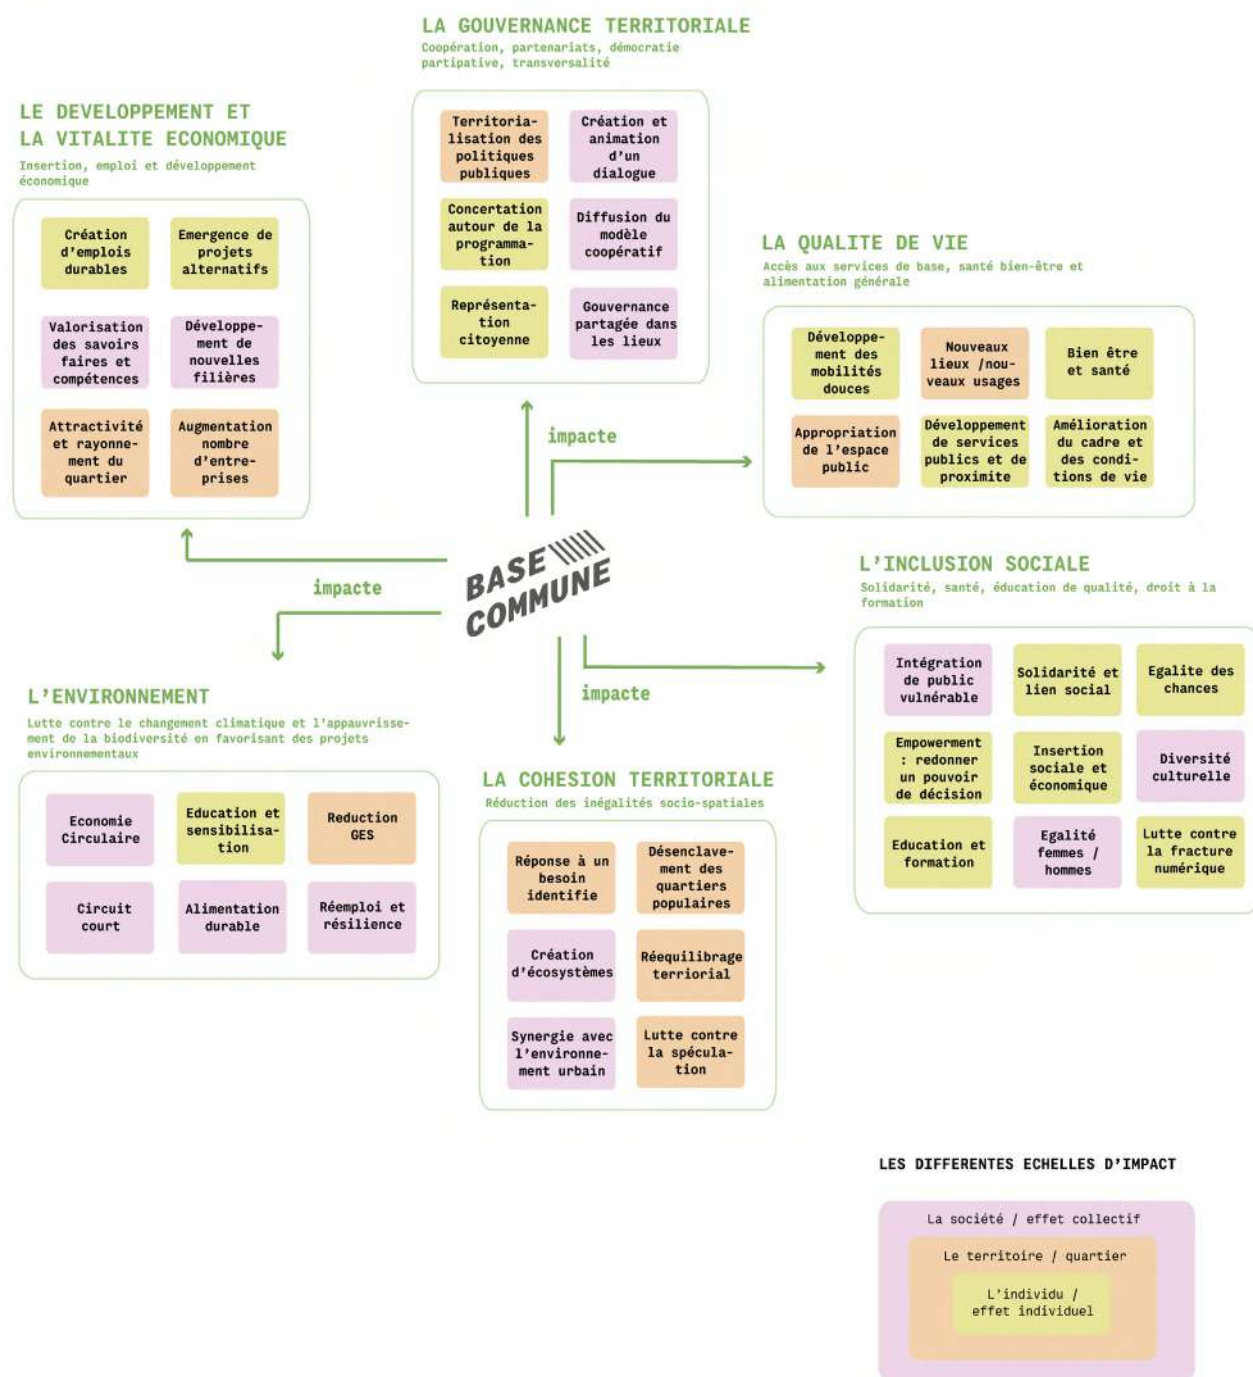 LA GOUVERNANCE TERRITORIALE
Coopération, partenariats, démocratie
partipative, transversalité
Territoria-
lisation des
politiques
publiques
Création et
animation
d'un
dialogue
Concertation
autour de la
programma-
tion
Diffusion du
modèle
coopératif
Représenta-
tion
citoyenne
Gouvernance
partagée dans
les lieux
LE DEVELOPPEMENT ET
LA VITALITE ECONOMIQUE
Insertion, emploi et développement
économique
Création
d'emplois
durables
Emergence de
projets
alternatifs
Valorisation
des savoirs
faires et
compétences
Développe-
ment de
nouvelles
filières
Attractivité
et rayonne-
ment du
quartier
Augmentation
nombre
d'entre-
prises
LA QUALITE DE VIE
Accès aux services de base, santé bien-être et
alimentation générale
Développe-
ment des
mobilités
douces
Nouveaux
lieux /nou-
veaux usages
Bien être
et santé
Appropriation
de l'espace
public
Développement
de services
publics et de
proximite
Amélioration
du cadre et
des condi-
tions de vie
impacte
impacte
impacte
BASE
COMMUNE
L'INCLUSION SOCIALE
Solidarité, santé, éducation de qualité, droit à la
formation
Intégration
de public
vulnérable
Solidarité et
lien social
Egalite des
chances
Empowerment
: redonner
un pouvoir
de décision
Insertion
sociale et
économique
Diversité
culturelle
Education et
formation
Egalité
femmes /
hommes
Lutte contre
la fracture
numérique
L'ENVIRONNEMENT
Lutte contre le changement climatique et l'appauvrisse-
ment de la biodiversité en favorisant des projets
environnementaux
Economie
Circulaire
Education et
sensibilisa-
tion
Reduction
GES
Circuit
court
Alimentation
durable
Réemploi et
résilience
LA COHESION TERRITORIALE
Réduction des inégalités socio-spatiales
Réponse à un
besoin
identifie
Désenclave-
ment des
quartiers
populaires
Création
d'écosystèmes
Réequilibrage
terriorial
Synergie avec
l'environne-
ment urbain
Lutte contre
la spécula-
tion
LES DIFFERENTES ECHELLES D'IMPACT
La société / effet collectif
Le territoire / quartier
L'individu /
effet individuel